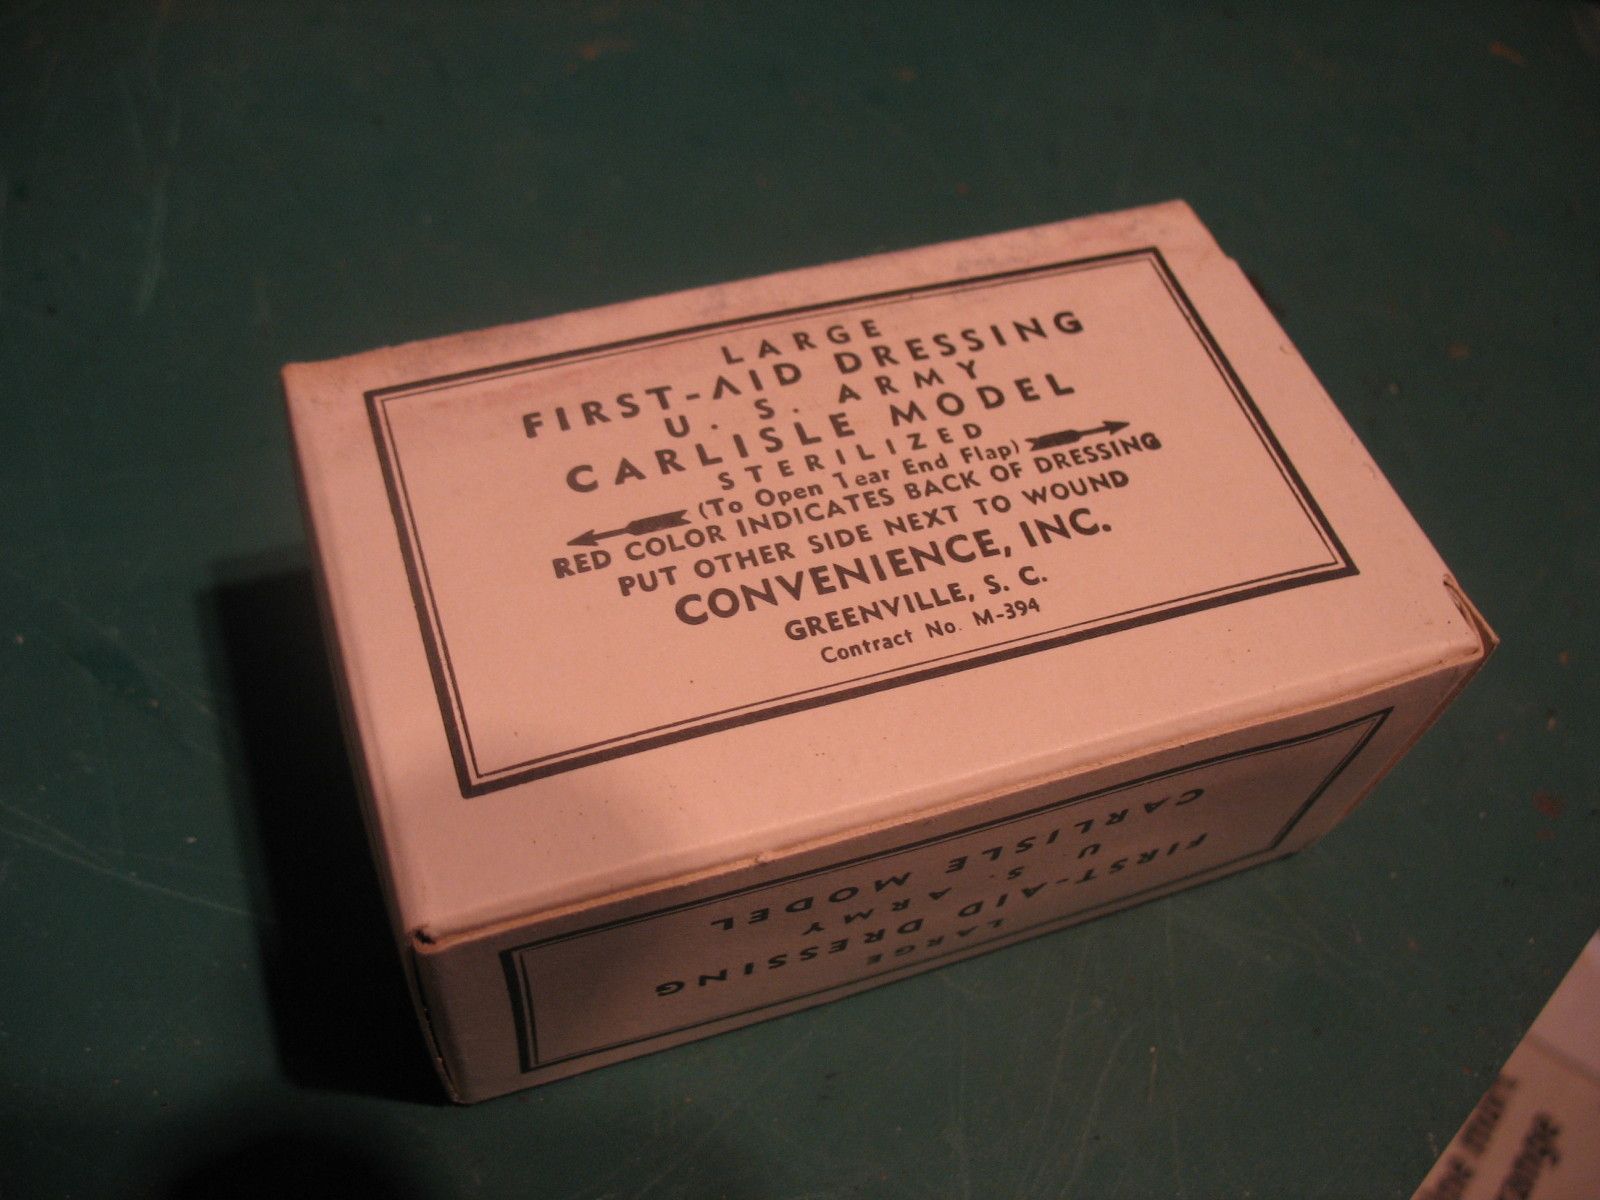 LARGE
FIRST-AID DRESSING
U. S. ARMY
CARLISLE MODEL
STERILIZED
(To Open Tear End Flap)
RED COLOR INDICATES BACK OF DRESSING
PUT OTHER SIDE NEXT TO WOUND
CONVENIENCE, INC.
GREENVILLE, S. C.
Contract No. M-394
LARGE
FIRST-AID DRESSING
U. S. ARMY
CARLISLE MODEL